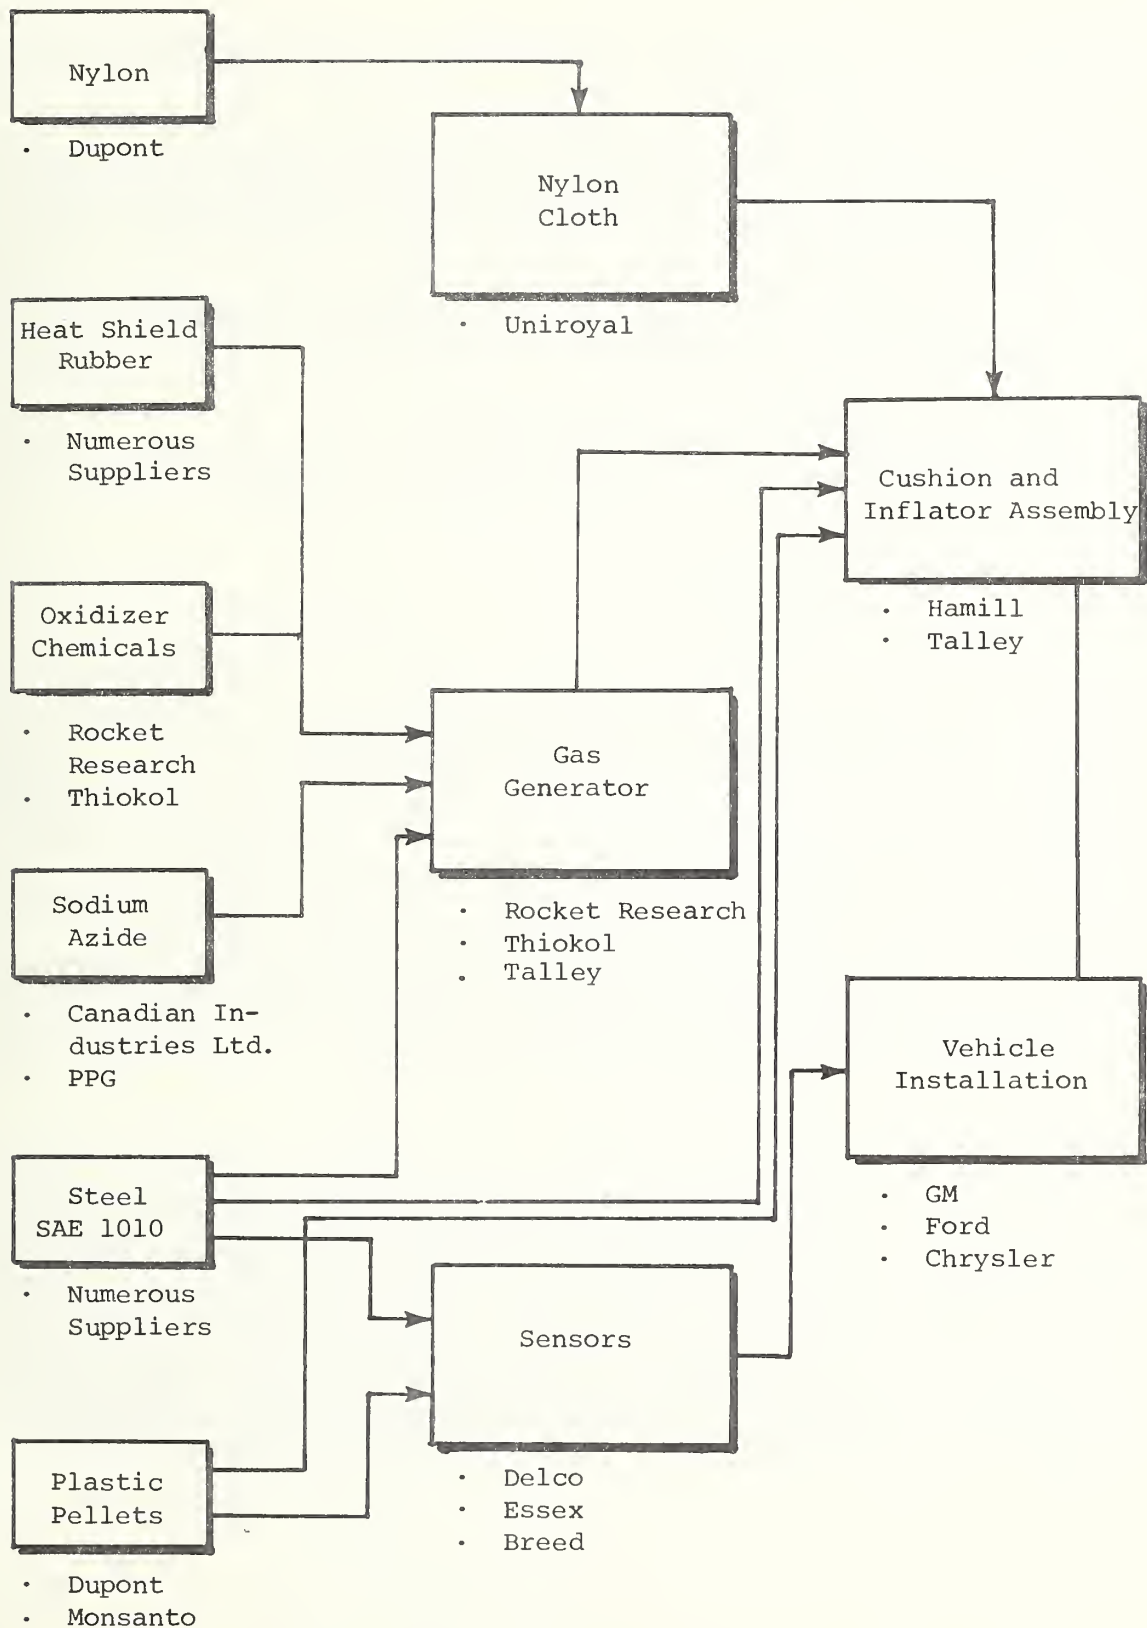 Nylon
· Dupont
Nylon
Cloth
· Uniroyal
Heat Shield
Rubber
· Numerous
Suppliers
Cushion and
Inflator Assembly
· Hamill
· Talley
Oxidizer
Chemicals
· Rocket
Research
· Thiokol
Gas
Generator
· Rocket Research
· Thiokol
· Talley
Sodium
Azide
· Canadian In-
dustries Ltd.
· PPG
Vehicle
Installation
· GM
· Ford
· Chrysler
Steel
SAE 1010
· Numerous
Suppliers
Sensors
· Delco
· Essex
· Breed
Plastic
Pellets
· Dupont
· Monsanto